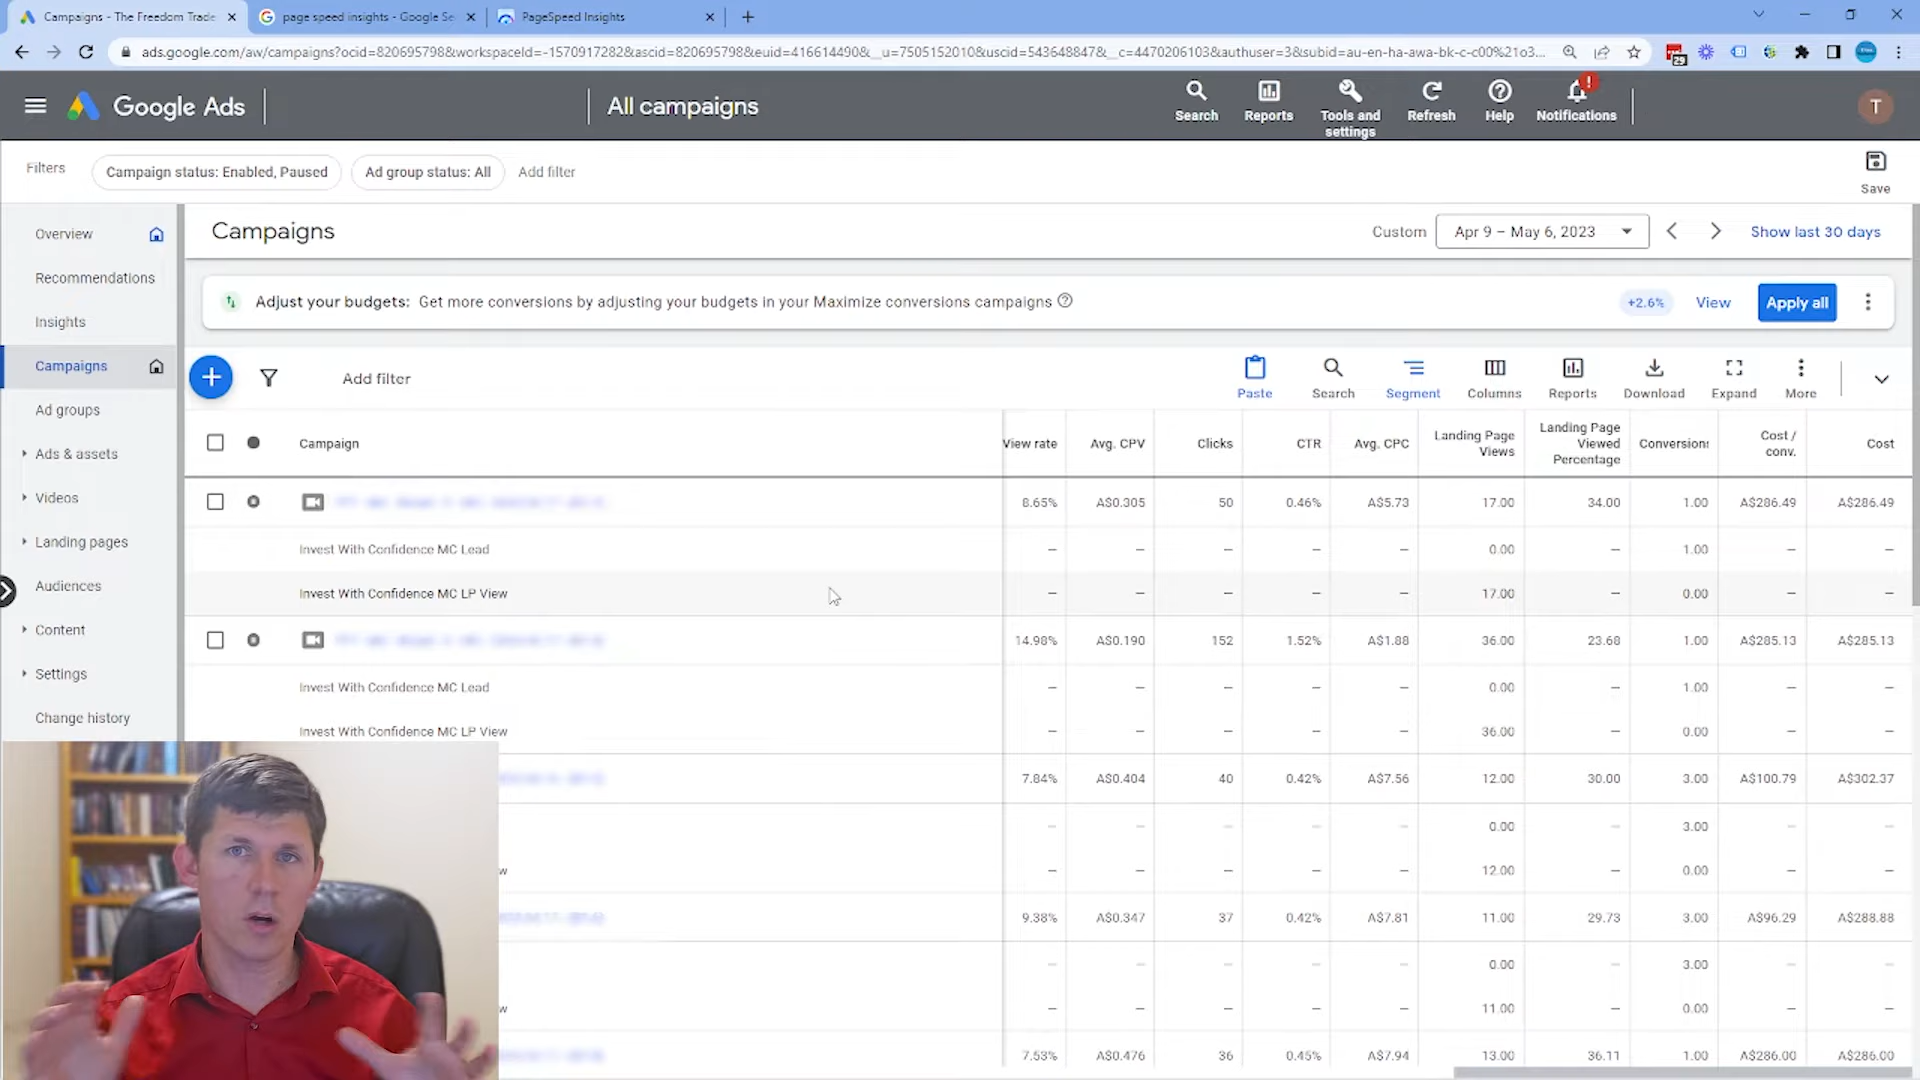 Campaigns - The Freedom Trade
page speed insights - Google Se
PageSpeed Insights
ads.google.com/aw/campaigns?ocid=820695798&workspaceId=-1570917282&ascid=820695798&euid=416614490&__u=7505152010&uscid=543648847&__c=4470206103&authuser=3&subid=au-en-ha-awa-bk-c-c00%21o3...
29
Google Ads
All campaigns
Search
Reports
Tools and settings
Refresh
Help
!
Notifications
T
Filters
Campaign status: Enabled, Paused
Ad group status: All
Add filter
Save
Overview
Recommendations
Insights
Campaigns
Ad groups
Ads & assets
Videos
Landing pages
Audiences
Content
Settings
Change history
Campaigns
Custom
Apr 9 – May 6, 2023
Show last 30 days
Adjust your budgets: Get more conversions by adjusting your budgets in your Maximize conversions campaigns
+2.6%
View
Apply all
Add filter
Paste
Search
Segment
Columns
Reports
Download
Expand
More
Campaign View rate Avg. CPV Clicks CTR Avg. CPC Landing Page Views Landing Page Viewed Percentage Conversions Cost / conv. Cost
8.65% A$0.305 50 0.46% A$5.73 17.00 34.00 1.00 A$286.49 A$286.49
Invest With Confidence MC Lead – – – – – 0.00 – 1.00 – –
Invest With Confidence MC LP View – – – – – 17.00 – 0.00 – –
14.98% A$0.190 152 1.52% A$1.88 36.00 23.68 1.00 A$285.13 A$285.13
Invest With Confidence MC Lead – – – – – 0.00 – 1.00 – –
Invest With Confidence MC LP View – – – – – 36.00 – 0.00 – –
7.84% A$0.404 40 0.42% A$7.56 12.00 30.00 3.00 A$100.79 A$302.37
– – – – – 0.00 – 3.00 – –
w – – – – – 12.00 – 0.00 – –
9.38% A$0.347 37 0.42% A$7.81 11.00 29.73 3.00 A$96.29 A$288.88
– – – – – 0.00 – 3.00 – –
w – – – – – 11.00 – 0.00 – –
7.53% A$0.476 36 0.45% A$7.94 13.00 36.11 1.00 A$286.00 A$286.00